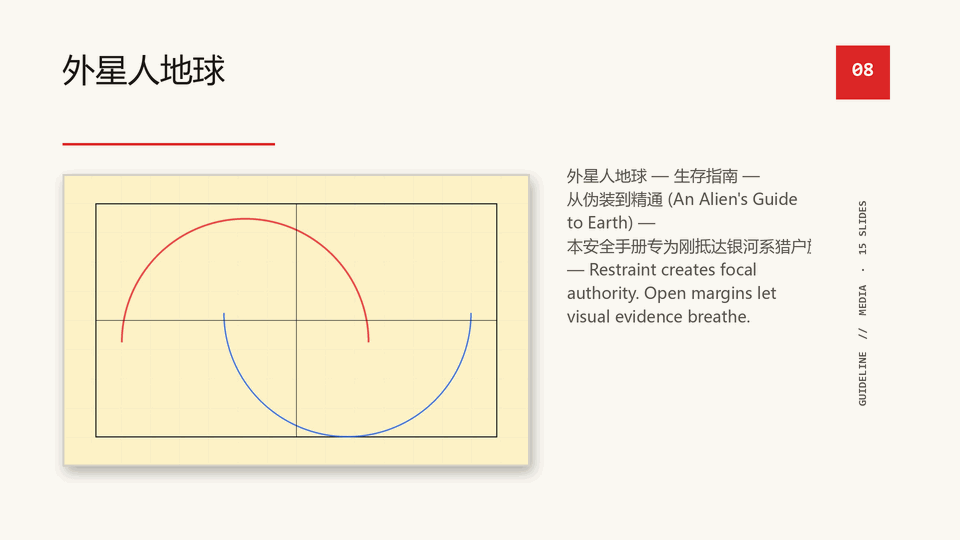 外星人地球
08
外星人地球 — 生存指南 —
从伪装到精通 (An Alien's Guide
to Earth) —
本安全手册专为刚抵达银河系猎户
— Restraint creates focal
authority. Open margins let
visual evidence breathe.
GUIDELINE // MEDIA · 15 SLIDES